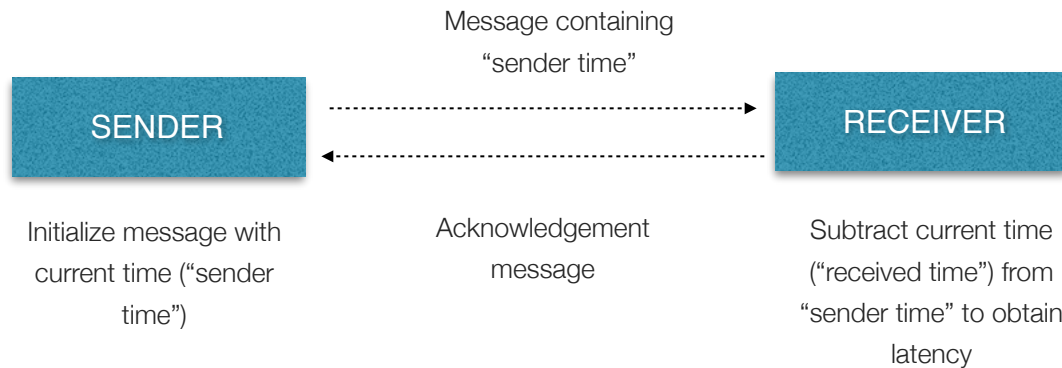 Message containing
“sender time”
SENDER
RECEIVER
Initialize message with
current time (“sender
time”)
Acknowledgement
message
Subtract current time
(“received time”) from
“sender time” to obtain
latency